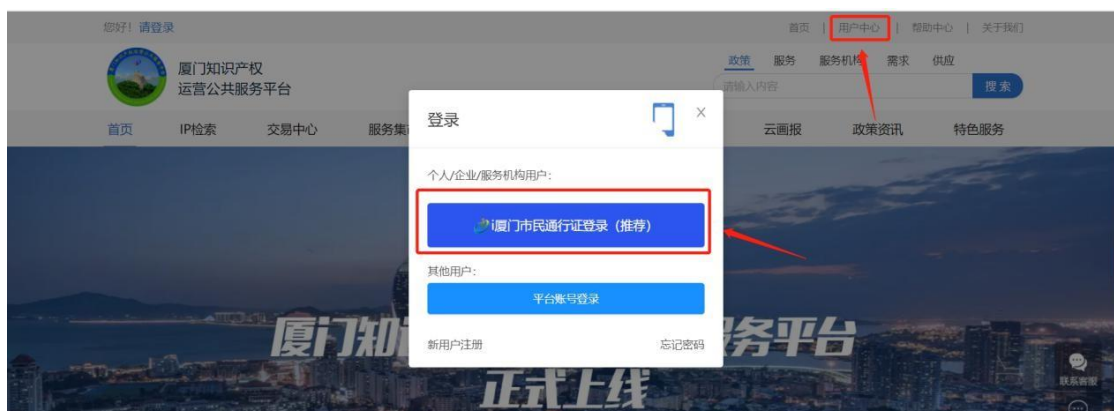 您好！请登录
首页 | 用户中心 | 帮助中心 | 关于我们
厦门知识产权
运营公共服务平台
政策 服务 服务机构 需求 供应
请输入内容
搜索
首页 IP检索 交易中心 服务集 云画报 政策资讯 特色服务
登录
×
个人/企业/服务机构用户：
i厦门市民通行证登录（推荐）
其他用户：
平台账号登录
新用户注册 忘记密码
厦门知 务平台
正式上线
联系客服